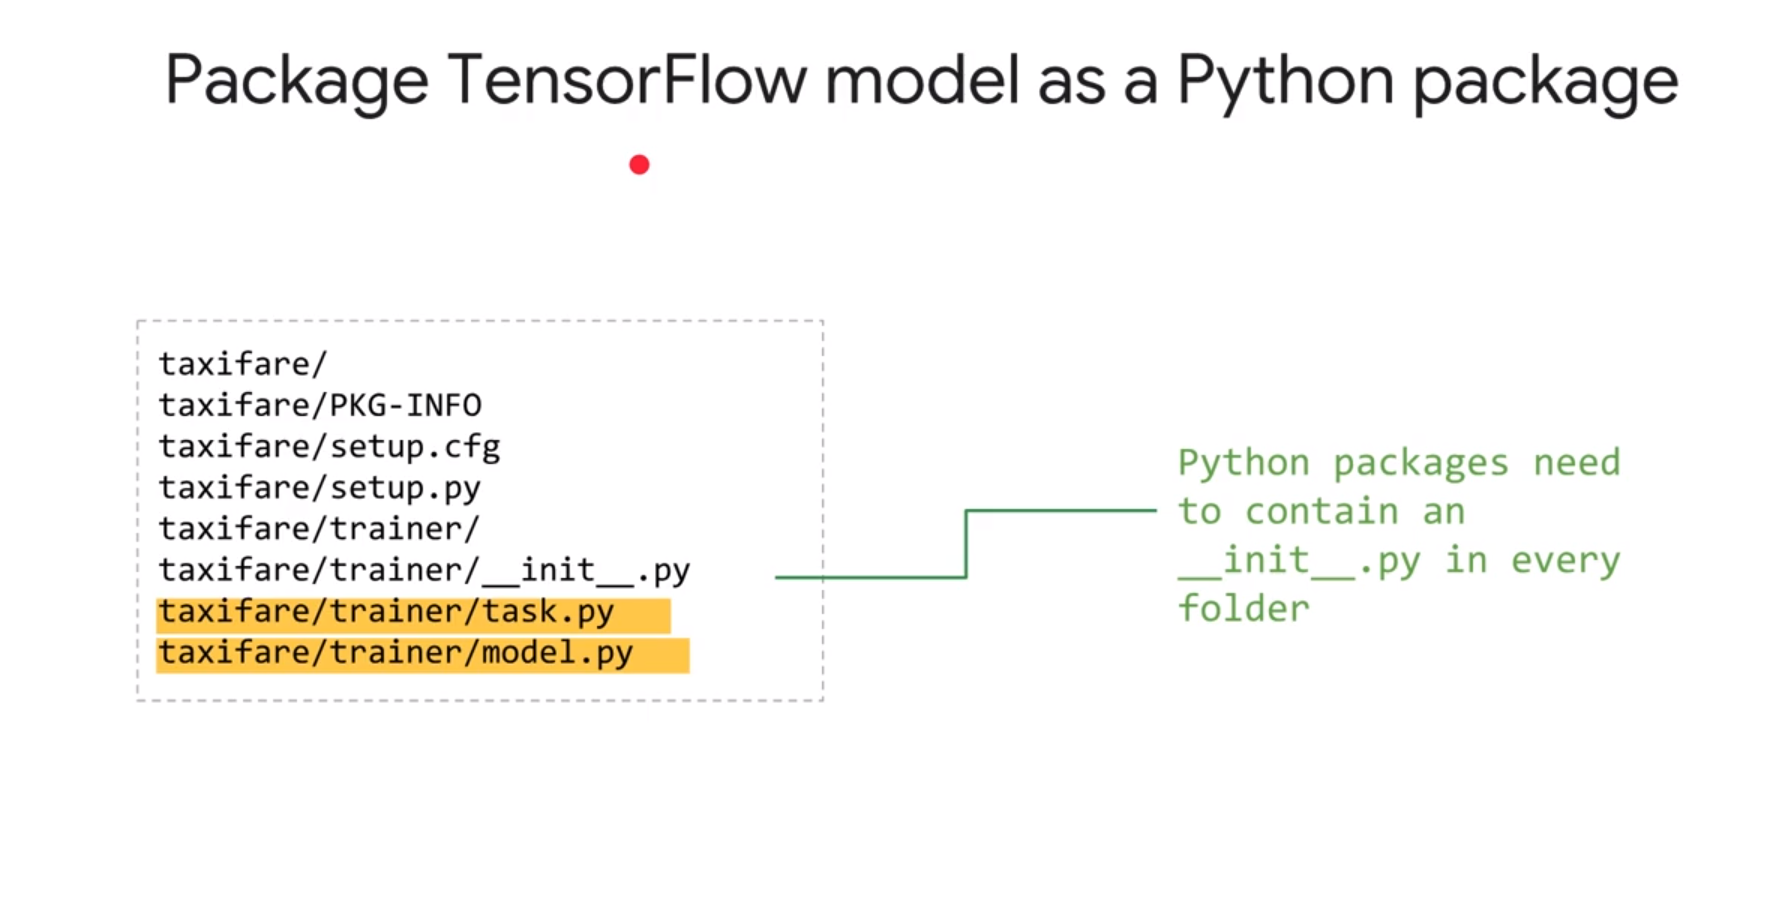 Package TensorFlow model as a Python package
taxifare/
taxifare/PKG-INFO
taxifare/setup.cfg
taxifare/setup.py
taxifare/trainer/
taxifare/trainer/__init__.py
taxifare/trainer/task.py
taxifare/trainer/model.py
Python packages need
to contain an
__init__.py in every
folder